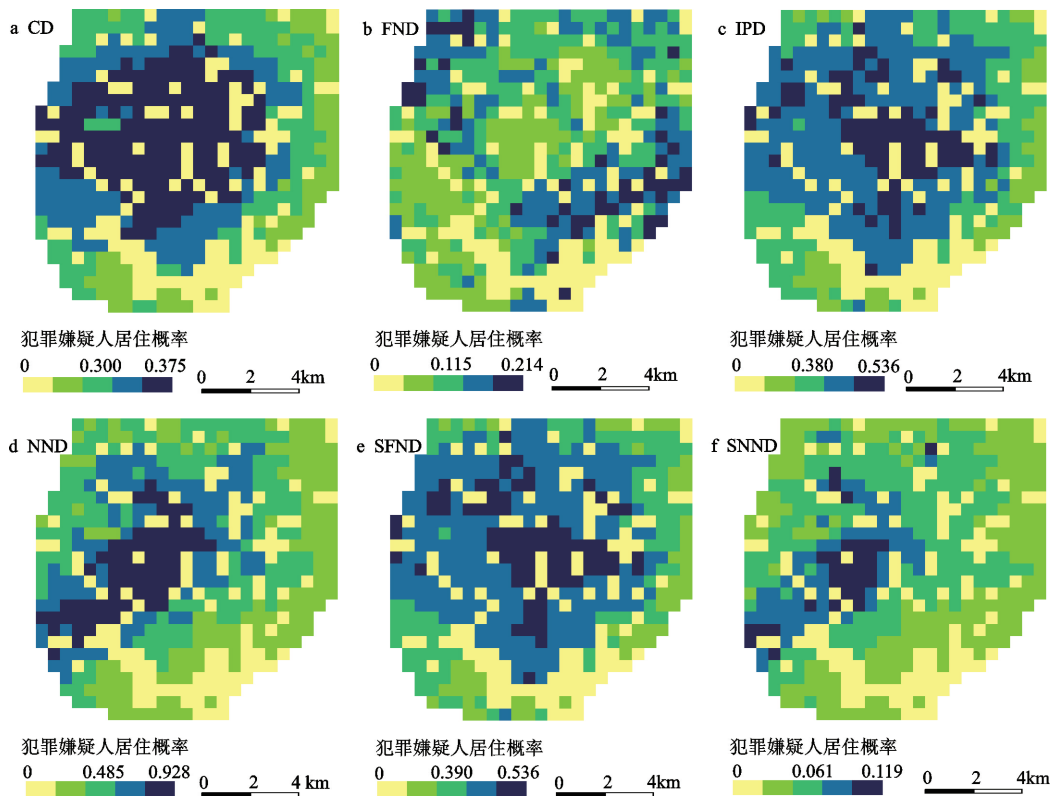 a CD
b FND
c IPD
犯罪嫌疑人居住概率
0 0.300 0.375
0 2 4km
犯罪嫌疑人居住概率
0 0.115 0.214
0 2 4km
犯罪嫌疑人居住概率
0 0.380 0.536
0 2 4km
d NND
e SFND
f SNND
犯罪嫌疑人居住概率
0 0.485 0.928
0 2 4km
犯罪嫌疑人居住概率
0 0.390 0.536
0 2 4km
犯罪嫌疑人居住概率
0 0.061 0.119
0 2 4km